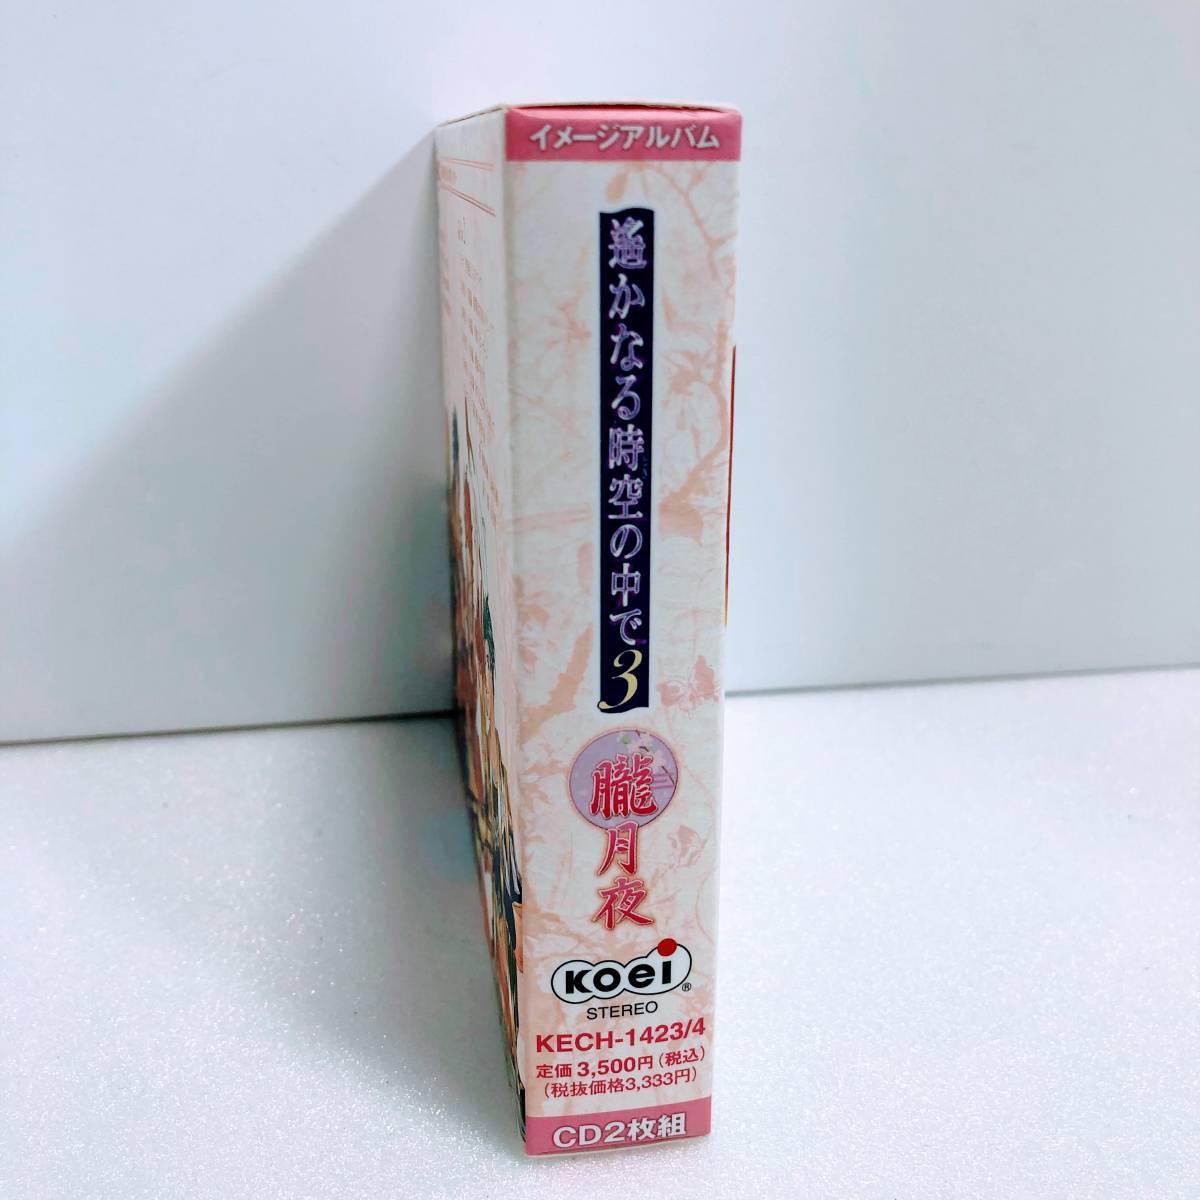 イメージアルバム
遙かなる時空の中で3
朧月夜
KOEI®
STEREO
KECH-1423/4
定価3,500円(税込)
(税抜価格3,333円)
CD2枚組